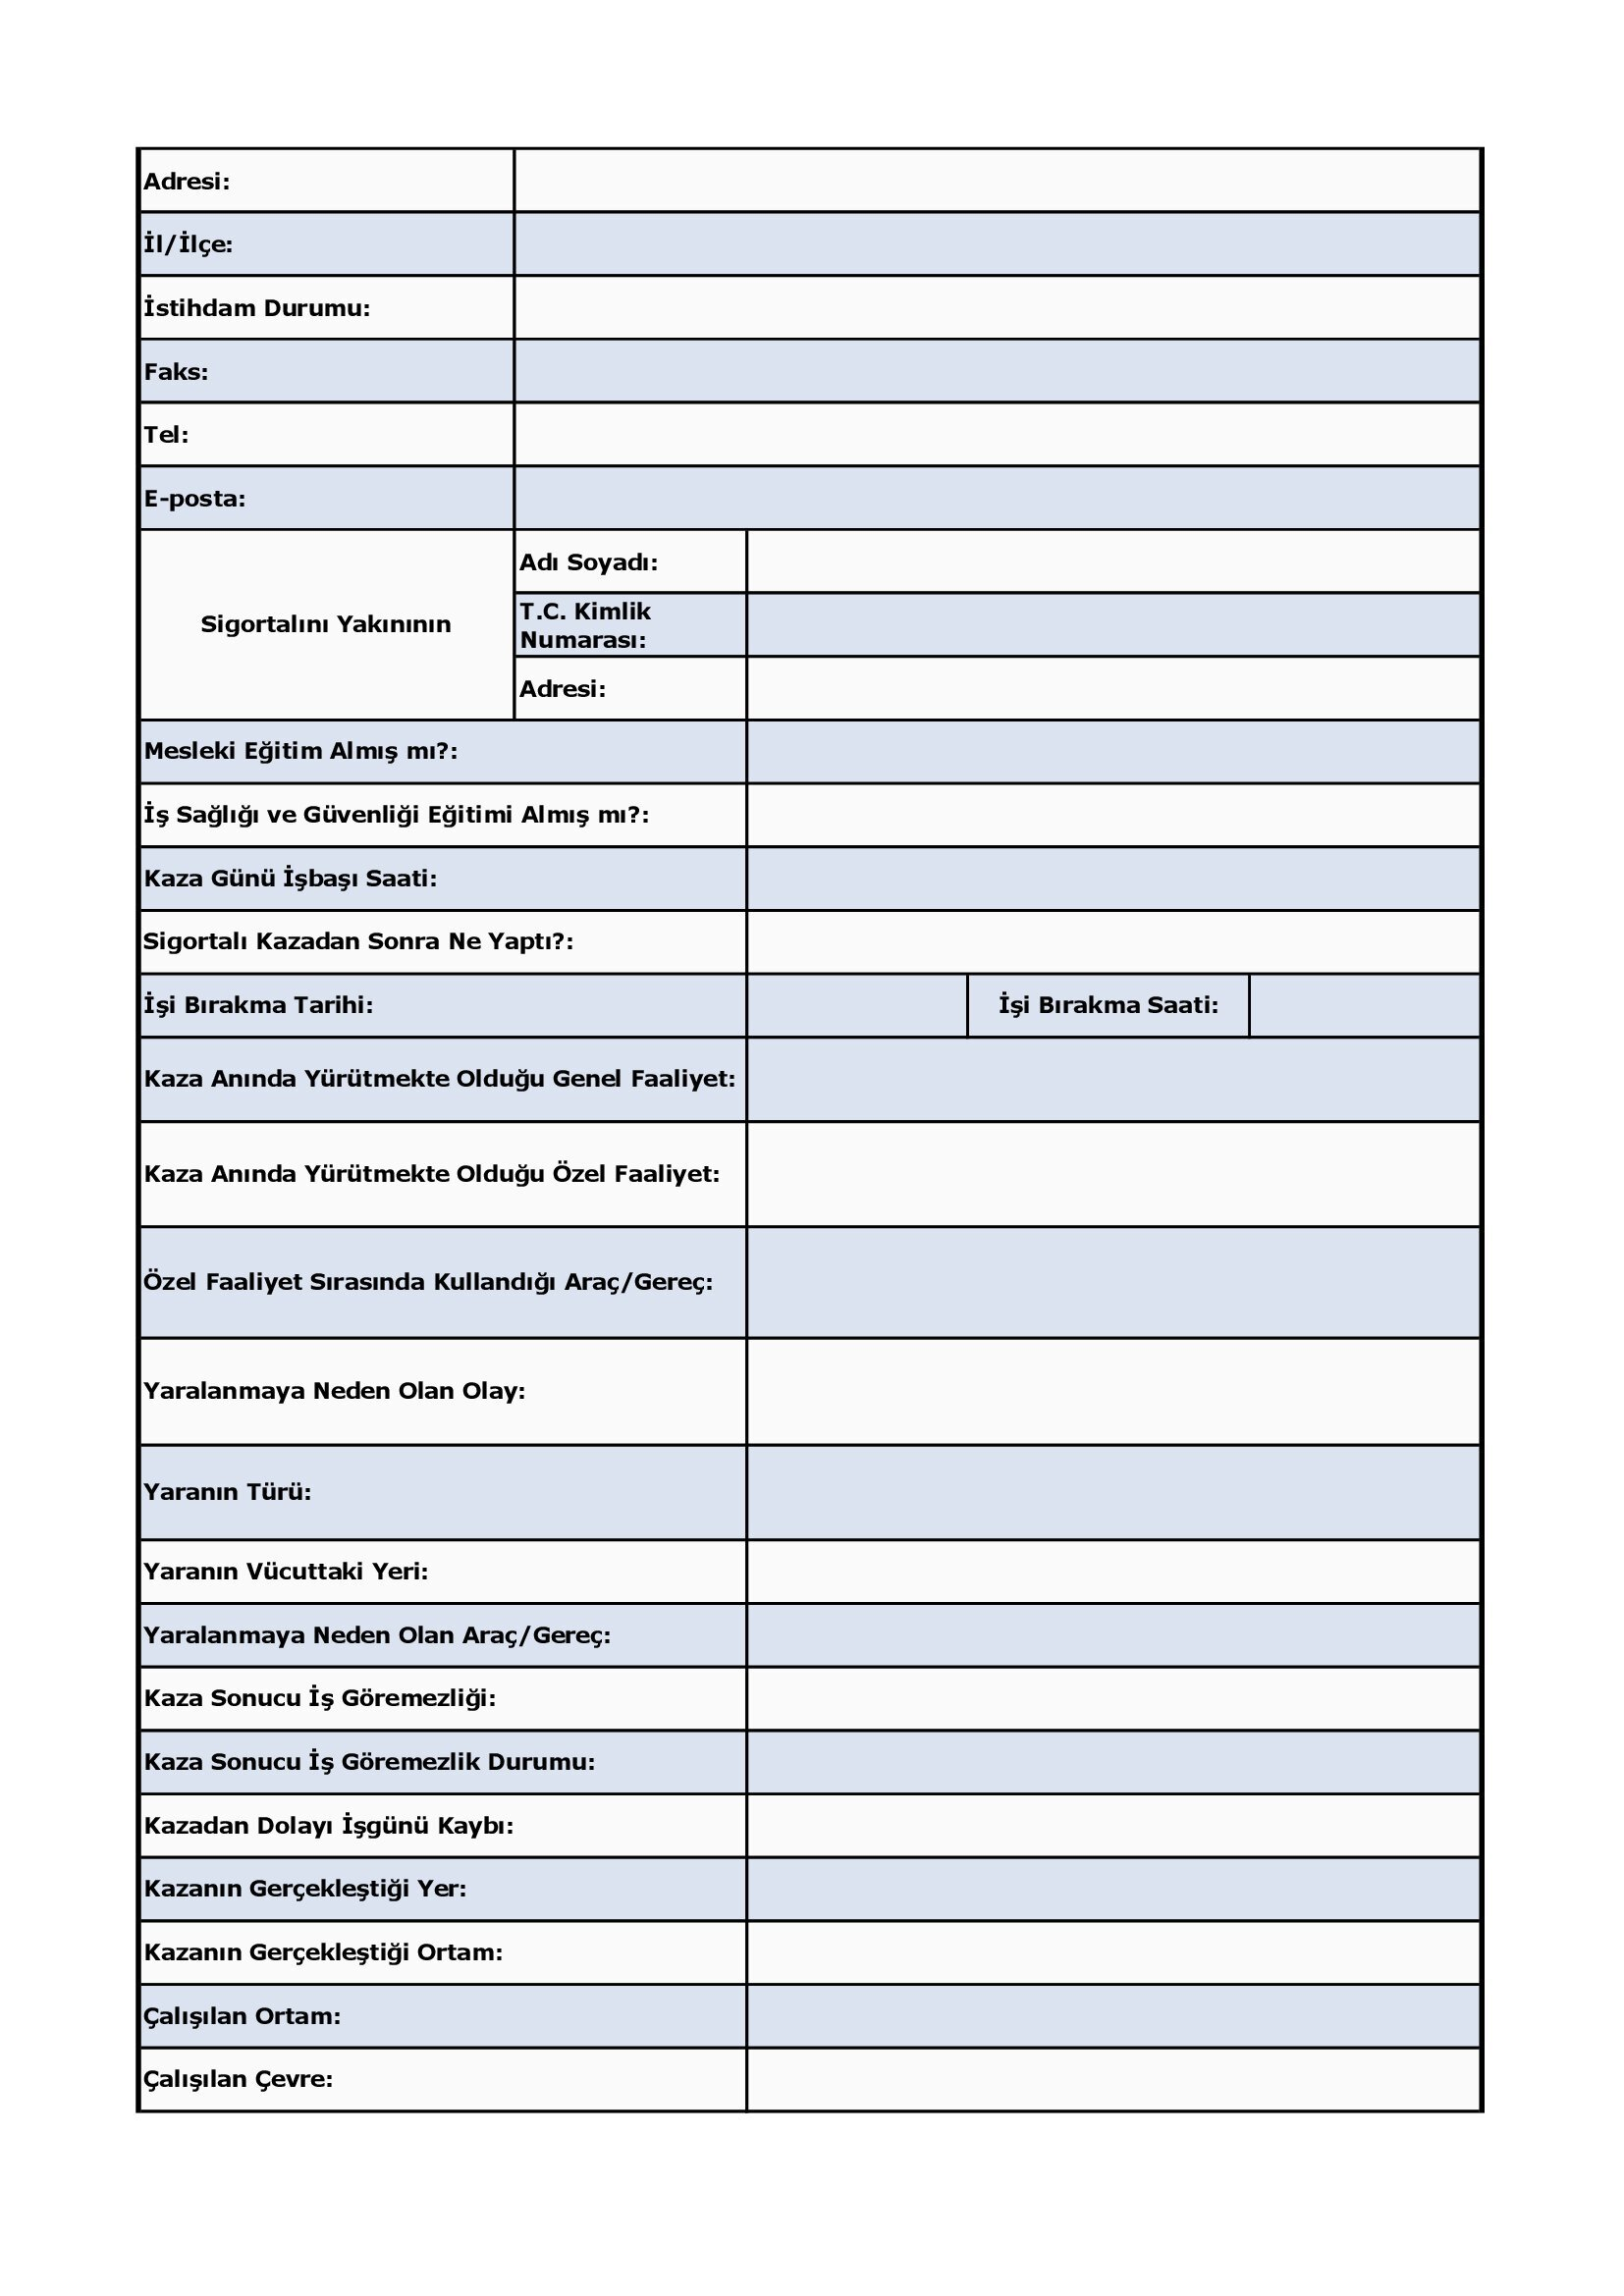 Adresi:
İl/İlçe:
İstihdam Durumu:
Faks:
Tel:
E-posta:
Sigortalını Yakınının
Adı Soyadı:
T.C. Kimlik
Numarası:
Adresi:
Mesleki Eğitim Almış mı?:
İş Sağlığı ve Güvenliği Eğitimi Almış mı?:
Kaza Günü İşbaşı Saati:
Sigortalı Kazadan Sonra Ne Yaptı?:
İşi Bırakma Tarihi: İşi Bırakma Saati:
Kaza Anında Yürütmekte Olduğu Genel Faaliyet:
Kaza Anında Yürütmekte Olduğu Özel Faaliyet:
Özel Faaliyet Sırasında Kullandığı Araç/Gereç:
Yaralanmaya Neden Olan Olay:
Yaranın Türü:
Yaranın Vücuttaki Yeri:
Yaralanmaya Neden Olan Araç/Gereç:
Kaza Sonucu İş Göremezliği:
Kaza Sonucu İş Göremezlik Durumu:
Kazadan Dolayı İşgünü Kaybı:
Kazanın Gerçekleştiği Yer:
Kazanın Gerçekleştiği Ortam:
Çalışılan Ortam:
Çalışılan Çevre: